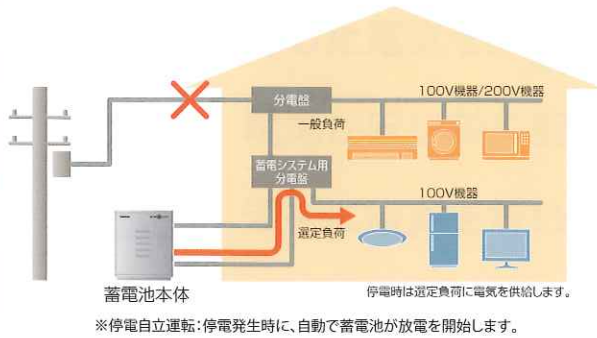 100V機器/200V機器
分電盤
一般負荷
蓄電システム用
分電盤
100V機器
選定負荷
蓄電池本体
停電時は選定負荷に電気を供給します。
※停電自立運転:停電発生時に、自動で蓄電池が放電を開始します。